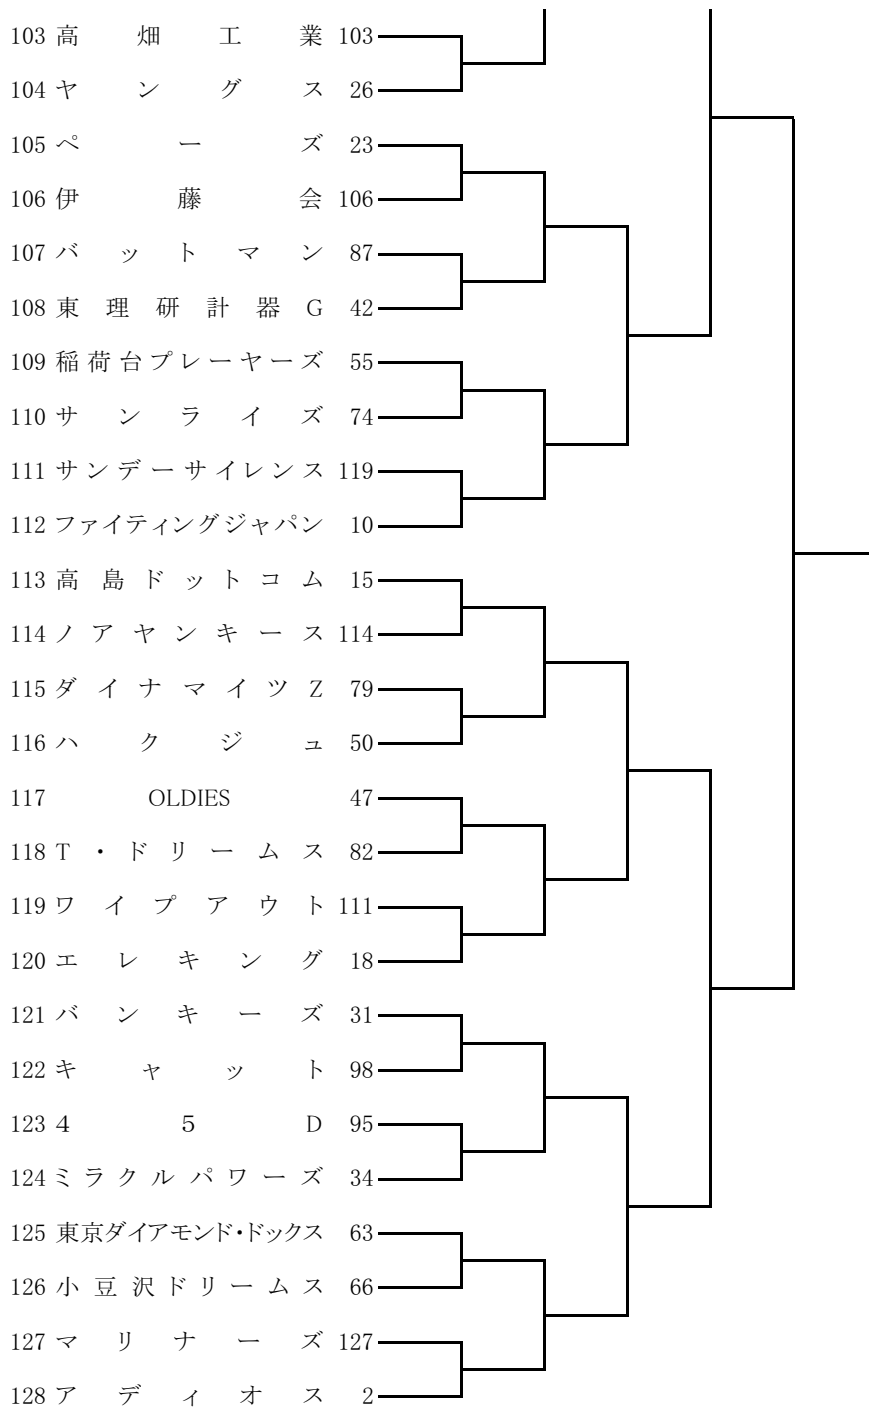 103 高畑工業 103
104 ヤングス 26
105 ペーズ 23
106 伊藤会 106
107 バットマン 87
108 東理研計器G 42
109 稲荷台プレーヤーズ 55
110 サンライズ 74
111 サンデーサイレンス 119
112 ファイティングジャパン 10
113 高島ドットコム 15
114 ノアヤンキース 114
115 ダイナマイツZ 79
116 ハクジュ 50
117 OLDIES 47
118 T・ドリームス 82
119 ワイプアウト 111
120 エレキング 18
121 バンキーズ 31
122 キャット 98
123 45D 95
124 ミラクルパワーズ 34
125 東京ダイアモンド・ドックス 63
126 小豆沢ドリームス 66
127 マリナーズ 127
128 アディオス 2